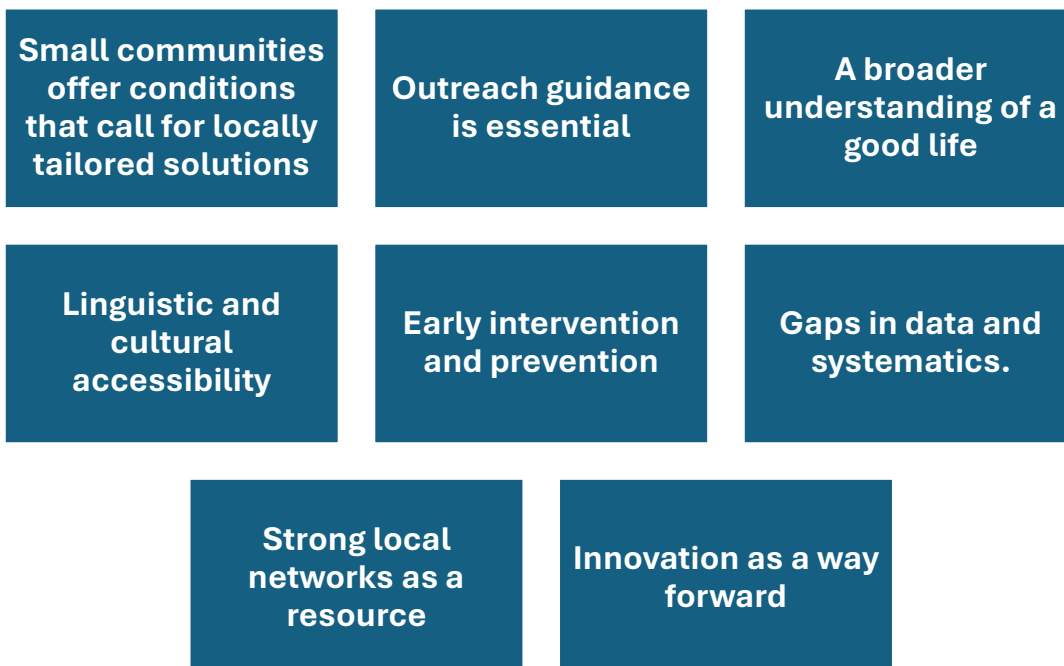 Small communities
offer conditions
that call for locally
tailored solutions
Outreach guidance
is essential
A broader
understanding of a
good life
Linguistic and
cultural
accessibility
Early intervention
and prevention
Gaps in data and
systematics.
Strong local
networks as a
resource
Innovation as a way
forward